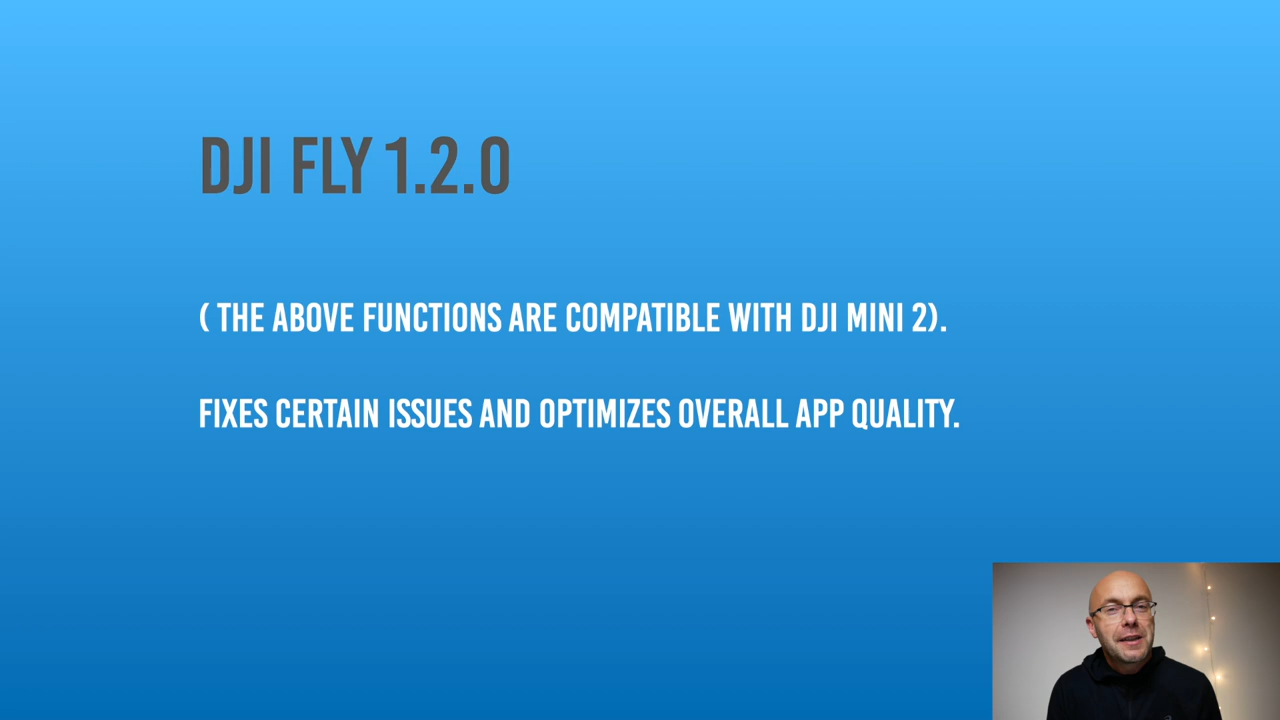 DJI FLY 1.2.0
( THE ABOVE FUNCTIONS ARE COMPATIBLE WITH DJI MINI 2).
FIXES CERTAIN ISSUES AND OPTIMIZES OVERALL APP QUALITY.